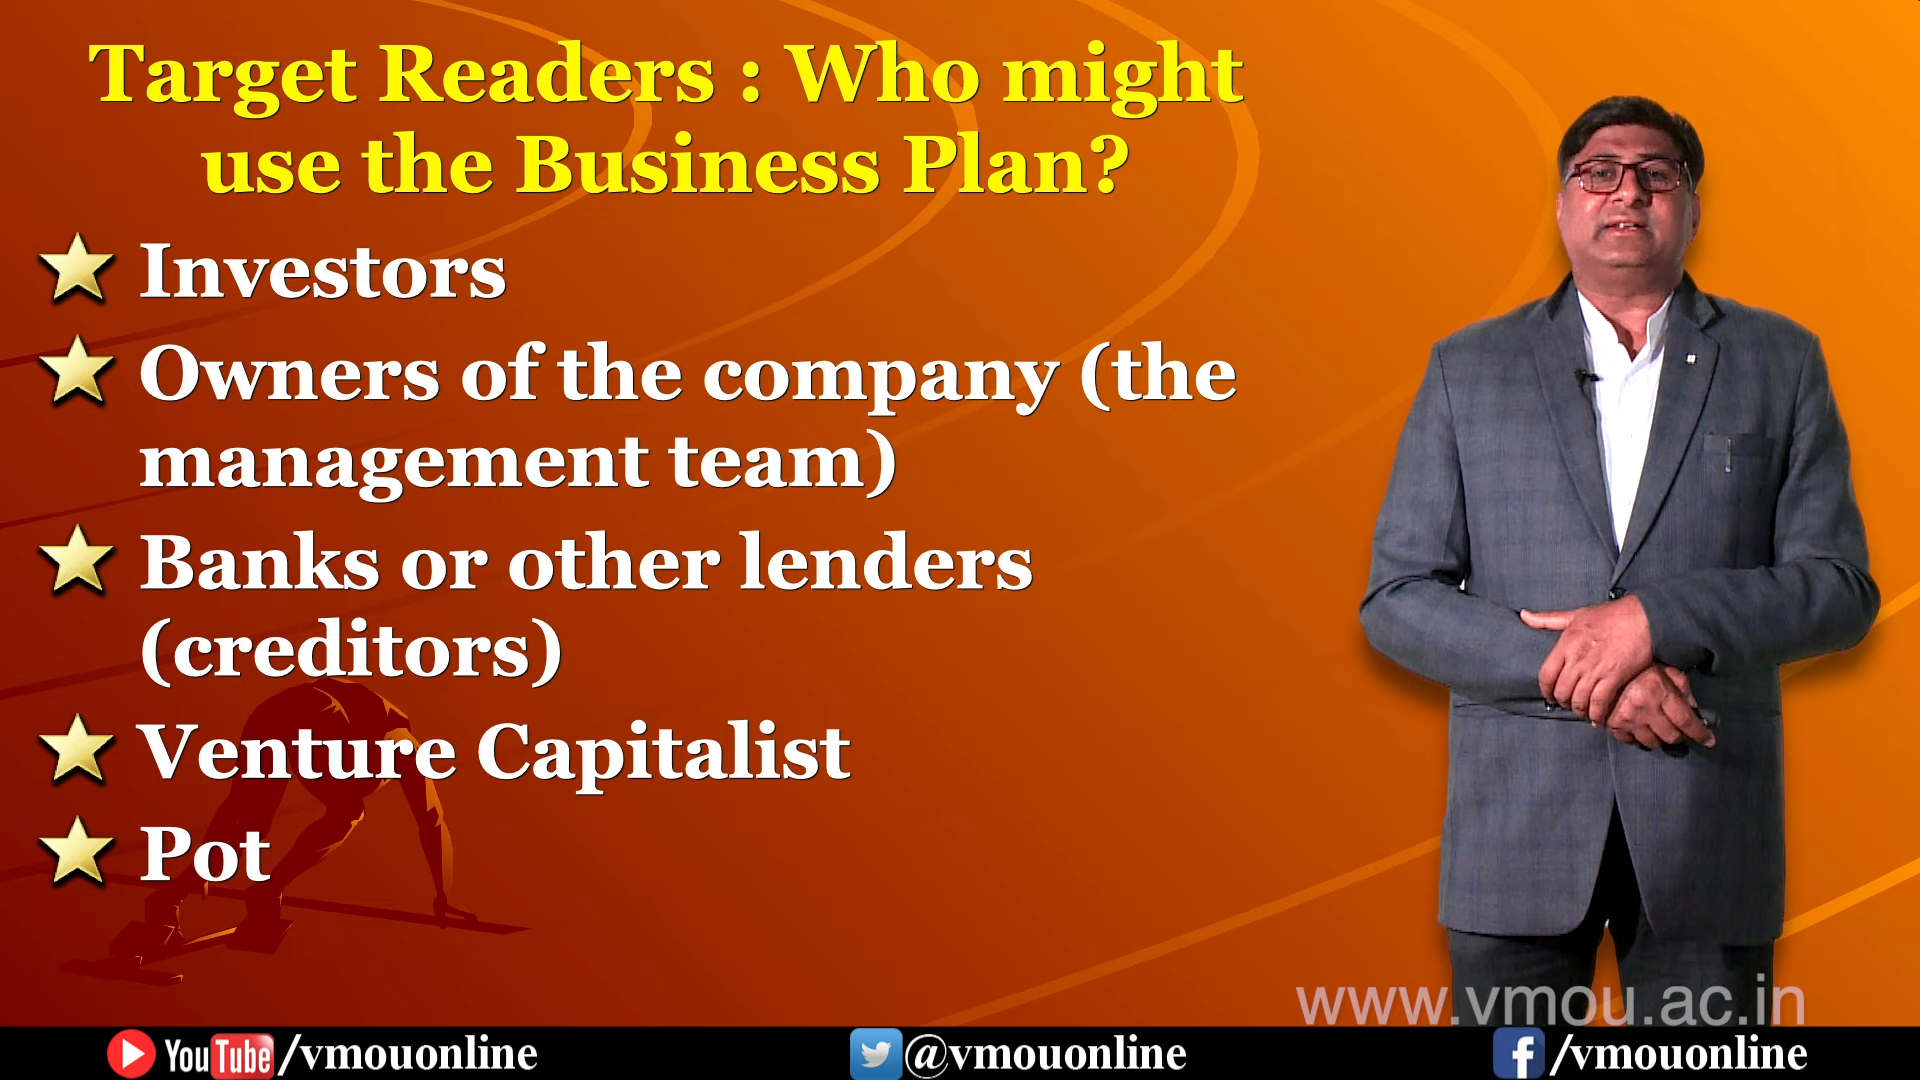 Target Readers : Who might
use the Business Plan?
Investors
Owners of the company (the
management team)
Banks or other lenders
(creditors)
Venture Capitalist
Pot
www.vmou.ac.in
YouTube/vmouonline
@vmouonline
f/vmouonline